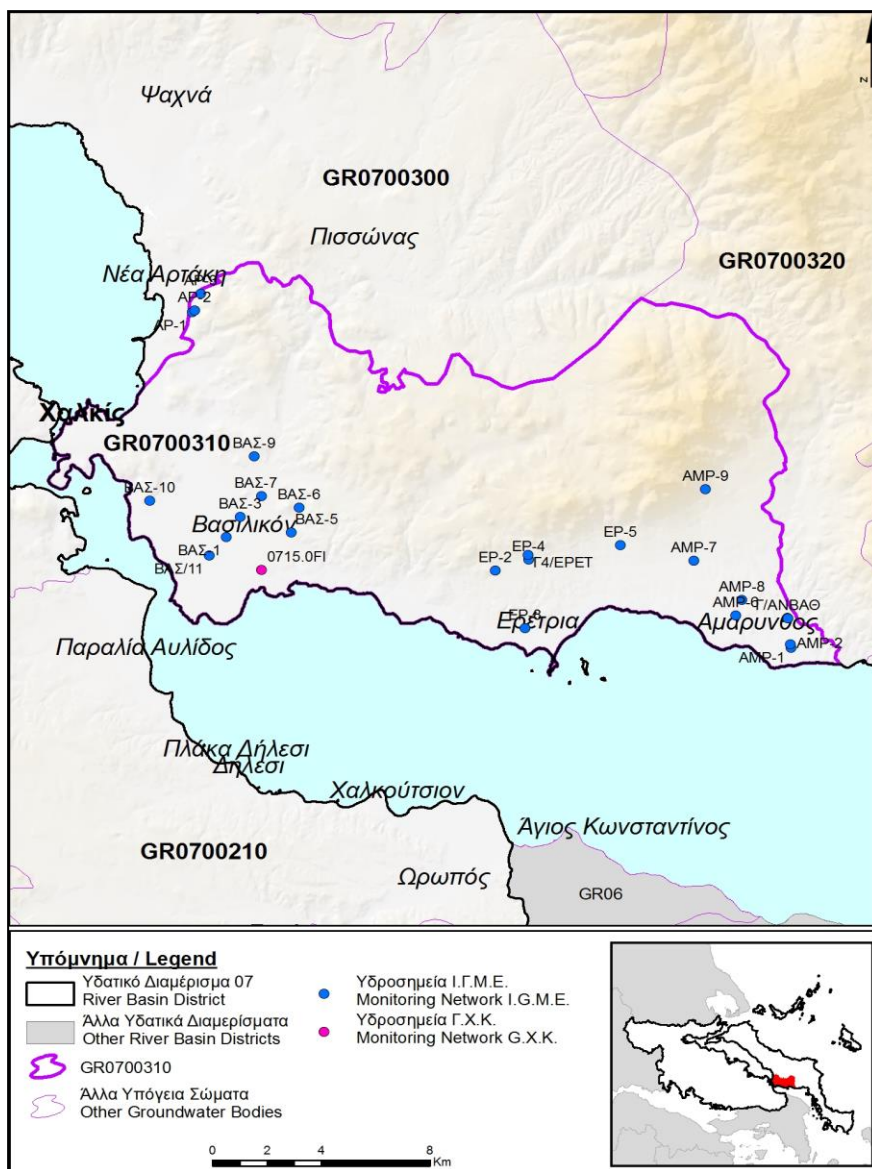 Ψαχνά
GR0700300
Πισσώνας
GR0700320
Νέα Αρτάκη
ΑΡ-2
ΑΡ-1
Χαλκίς
GR0700310
ΒΑΣ-9
ΒΑΣ-10
ΒΑΣ-7
ΒΑΣ-6
ΒΑΣ-3
Βασιλικόν
ΒΑΣ-5
ΒΑΣ-1
ΒΑΣ/11
0715.0FI
ΑΜΡ-9
ΕΡ-5
ΕΡ-4
ΕΡ-2
Γ4/ΕΡΕΤ
ΑΜΡ-7
ΑΜΡ-8
ΑΜΡ-6
Γ/ΑΝΒΑΘ
Ερέτρια
Αμάρυνθος
ΑΜΡ-2
ΑΜΡ-1
Παραλία Αυλίδος
Πλάκα Δήλεσι
Δήλεσι
Χαλκούτσιον
Άγιος Κωνσταντίνος
GR0700210
Ωρωπός
GR06
Z
Υπόμνημα / Legend
Υδατικό Διαμέρισμα 07
River Basin District
Άλλα Υδατικά Διαμερίσματα
Other River Basin Districts
GR0700310
Άλλα Υπόγεια Σώματα
Other Groundwater Bodies
Υδροσημεία Ι.Γ.Μ.Ε.
Monitoring Network I.G.M.E.
Υδροσημεία Γ.Χ.Κ.
Monitoring Network G.X.K.
0 4 8
Km